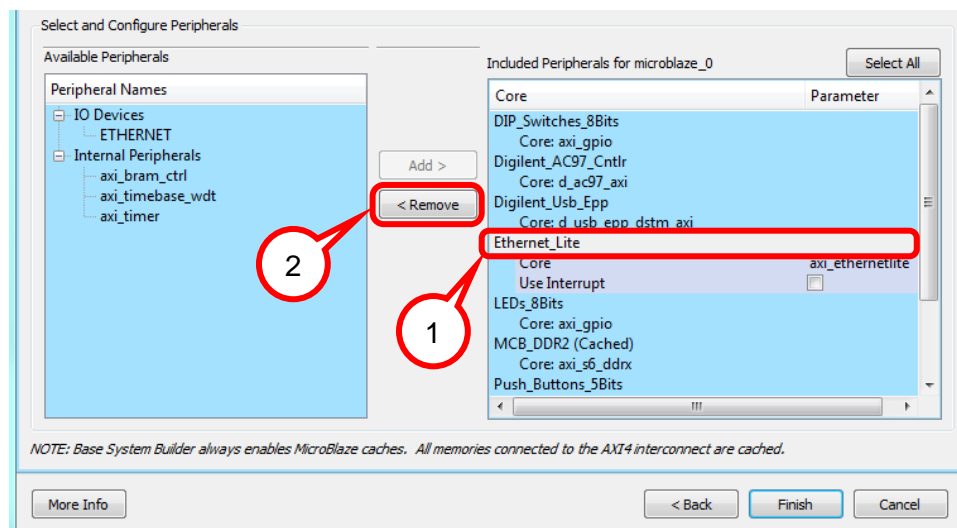 Select and Configure Peripherals
Available Peripherals
Included Peripherals for microblaze_0
Select All
Peripheral Names
IO Devices
ETHERNET
Internal Peripherals
axi_bram_ctrl
axi_timebase_wdt
axi_timer
Add >
< Remove
2
1
Core Parameter
DIP_Switches_8Bits
Core: axi_gpio
Digilent_AC97_Cntlr
Core: d_ac97_axi
Digilent_Usb_Epp
Core: d_usb_epp_dstm_axi
Ethernet_Lite
Core axi_ethernetlite
Use Interrupt
LEDs_8Bits
Core: axi_gpio
MCB_DDR2 (Cached)
Core: axi_s6_ddrx
Push_Buttons_5Bits
NOTE: Base System Builder always enables MicroBlaze caches. All memories connected to the AXI4 interconnect are cached.
More Info
< Back
Finish
Cancel